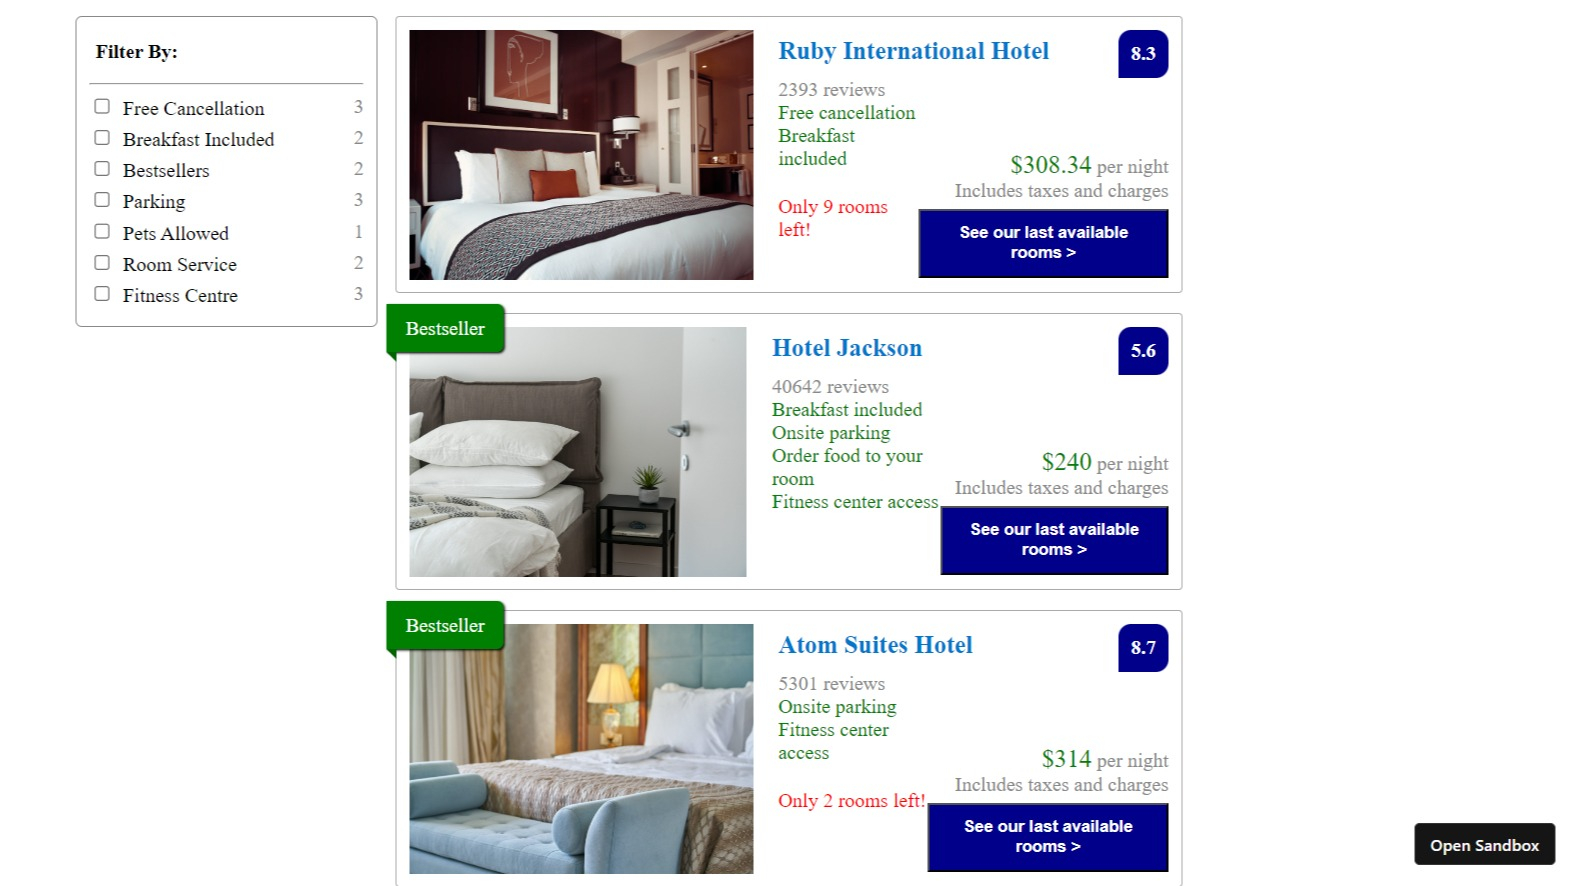 Filter By:
Free Cancellation 3
Breakfast Included 2
Bestsellers 2
Parking 3
Pets Allowed 1
Room Service 2
Fitness Centre 3
Ruby International Hotel
8.3
2393 reviews
Free cancellation
Breakfast
included
Only 9 rooms
left!
$308.34 per night
Includes taxes and charges
See our last available
rooms >
Bestseller
Hotel Jackson
5.6
40642 reviews
Breakfast included
Onsite parking
Order food to your
room
Fitness center access
$240 per night
Includes taxes and charges
See our last available
rooms >
Bestseller
Atom Suites Hotel
8.7
5301 reviews
Onsite parking
Fitness center
access
Only 2 rooms left!
$314 per night
Includes taxes and charges
See our last available
rooms >
Open Sandbox